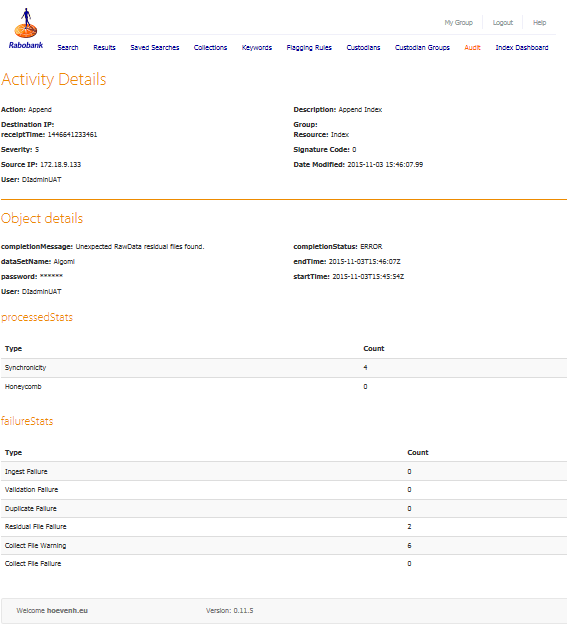 My Group Logout Help
Rabobank
Search Results Saved Searches Collections Keywords Flagging Rules Custodians Custodian Groups Audit Index Dashboard
Activity Details
Action: Append Description: Append Index
Destination IP: Group:
receiptTime: 1446641233461 Resource: Index
Severity: 5 Signature Code: 0
Source IP: 172.18.9.133 Date Modified: 2015-11-03 15:46:07.99
User: DIadminUAT
Object details
completionMessage: Unexpected RawData residual files found. completionStatus: ERROR
dataSetName: Algomi endTime: 2015-11-03T15:46:07Z
password: ****** startTime: 2015-11-03T15:45:54Z
User: DIadminUAT
processedStats
Type Count
Synchronicity 4
Honeycomb 0
failureStats
Type Count
Ingest Failure 0
Validation Failure 0
Duplicate Failure 0
Residual File Failure 2
Collect File Warning 6
Collect File Failure 0
Welcome hoevenh.eu Version: 0.11.5